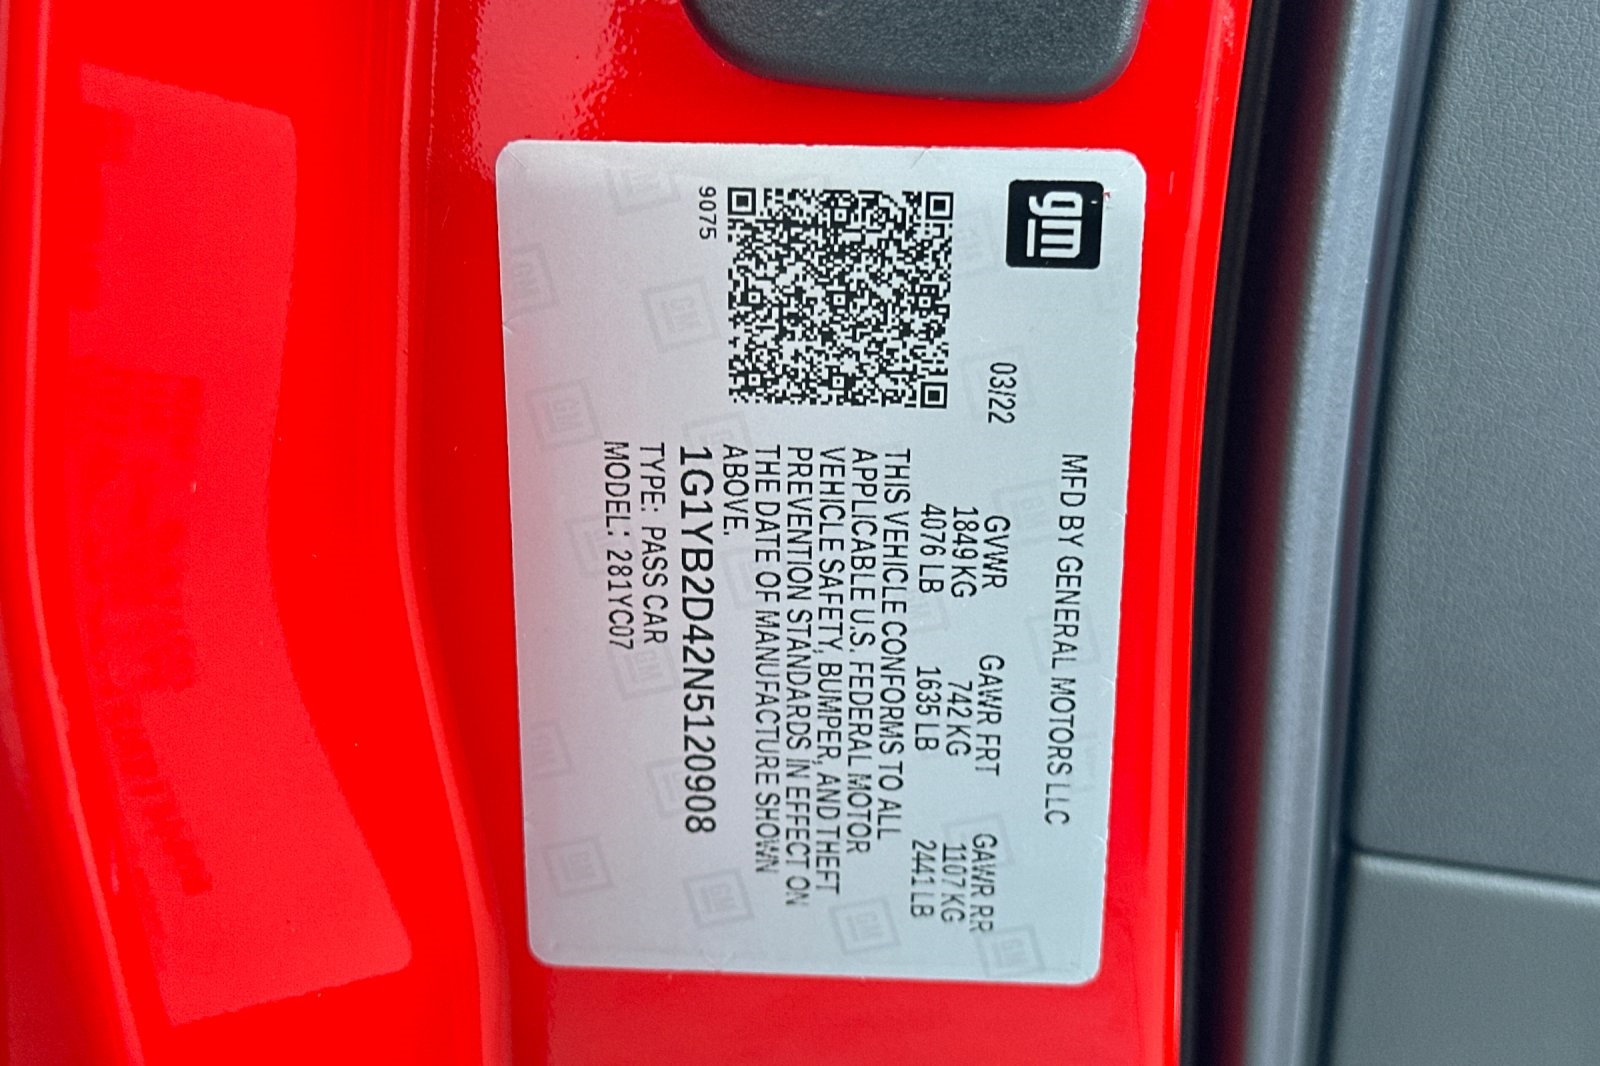 gm
MFD BY GENERAL MOTORS LLC
03/22
GVWR GAWR FRT GAWR RR
1849 KG 742 KG 1107 KG
4076 LB 1635 LB 2441 LB
THIS VEHICLE CONFORMS TO ALL
APPLICABLE U.S. FEDERAL MOTOR
VEHICLE SAFETY, BUMPER, AND THEFT
PREVENTION STANDARDS IN EFFECT ON
THE DATE OF MANUFACTURE SHOWN
ABOVE.
1G1YB2D42N5120908
TYPE: PASS CAR
MODEL: 281YC07
9075